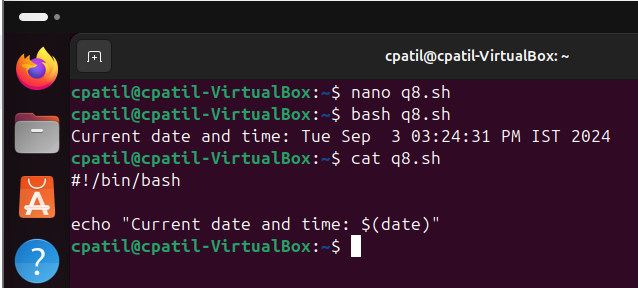 cpatil@cpatil-VirtualBox: ~
cpatil@cpatil-VirtualBox:~$ nano q8.sh
cpatil@cpatil-VirtualBox:~$ bash q8.sh
Current date and time: Tue Sep  3 03:24:31 PM IST 2024
cpatil@cpatil-VirtualBox:~$ cat q8.sh
#!/bin/bash
echo "Current date and time: $(date)"
cpatil@cpatil-VirtualBox:~$